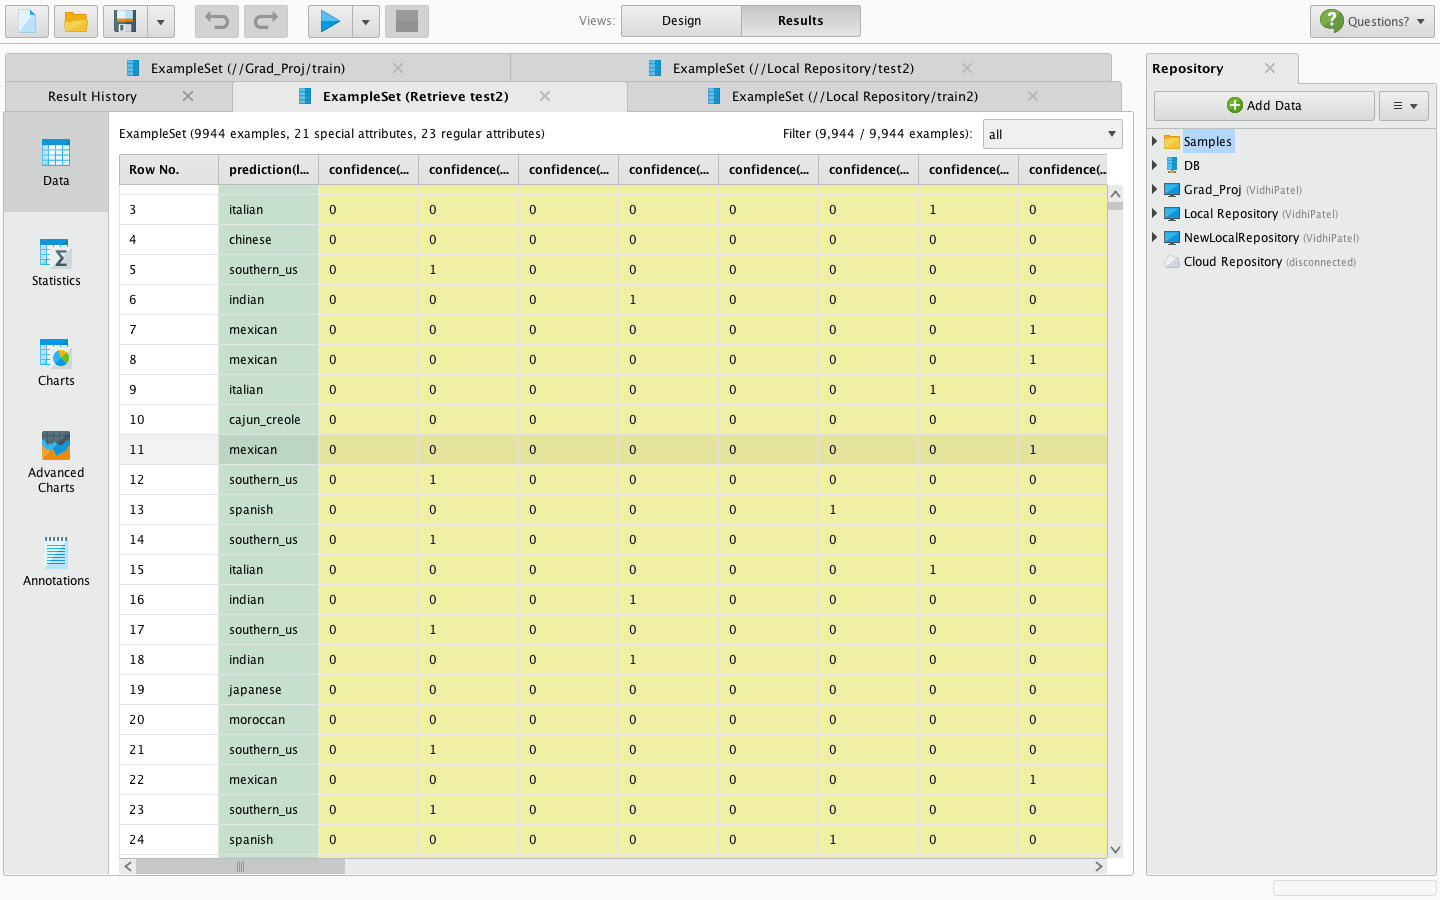 Views: Design Results Questions?
ExampleSet (//Grad_Proj/train) ExampleSet (//Local Repository/test2)
Result History ExampleSet (Retrieve test2) ExampleSet (//Local Repository/train2)
ExampleSet (9944 examples, 21 special attributes, 23 regular attributes) Filter (9,944 / 9,944 examples): all
Data
Statistics
Charts
Advanced
Charts
Annotations
Row No. prediction(l... confidence(... confidence(... confidence(... confidence(... confidence(... confidence(... confidence(... confidence(...
3 italian 0 0 0 0 0 0 1 0
4 chinese 0 0 0 0 0 0 0 0
5 southern_us 0 1 0 0 0 0 0 0
6 indian 0 0 0 1 0 0 0 0
7 mexican 0 0 0 0 0 0 0 1
8 mexican 0 0 0 0 0 0 0 1
9 italian 0 0 0 0 0 0 1 0
10 cajun_creole 0 0 0 0 0 0 0 0
11 mexican 0 0 0 0 0 0 0 1
12 southern_us 0 1 0 0 0 0 0 0
13 spanish 0 0 0 0 0 1 0 0
14 southern_us 0 1 0 0 0 0 0 0
15 italian 0 0 0 0 0 0 1 0
16 indian 0 0 0 1 0 0 0 0
17 southern_us 0 1 0 0 0 0 0 0
18 indian 0 0 0 1 0 0 0 0
19 japanese 0 0 0 0 0 0 0 0
20 moroccan 0 0 0 0 0 0 0 0
21 southern_us 0 1 0 0 0 0 0 0
22 mexican 0 0 0 0 0 0 0 1
23 southern_us 0 1 0 0 0 0 0 0
24 spanish 0 0 0 0 0 1 0 0
Repository
Add Data
Samples
DB
Grad_Proj (VidhiPatel)
Local Repository (VidhiPatel)
NewLocalRepository (VidhiPatel)
Cloud Repository (disconnected)